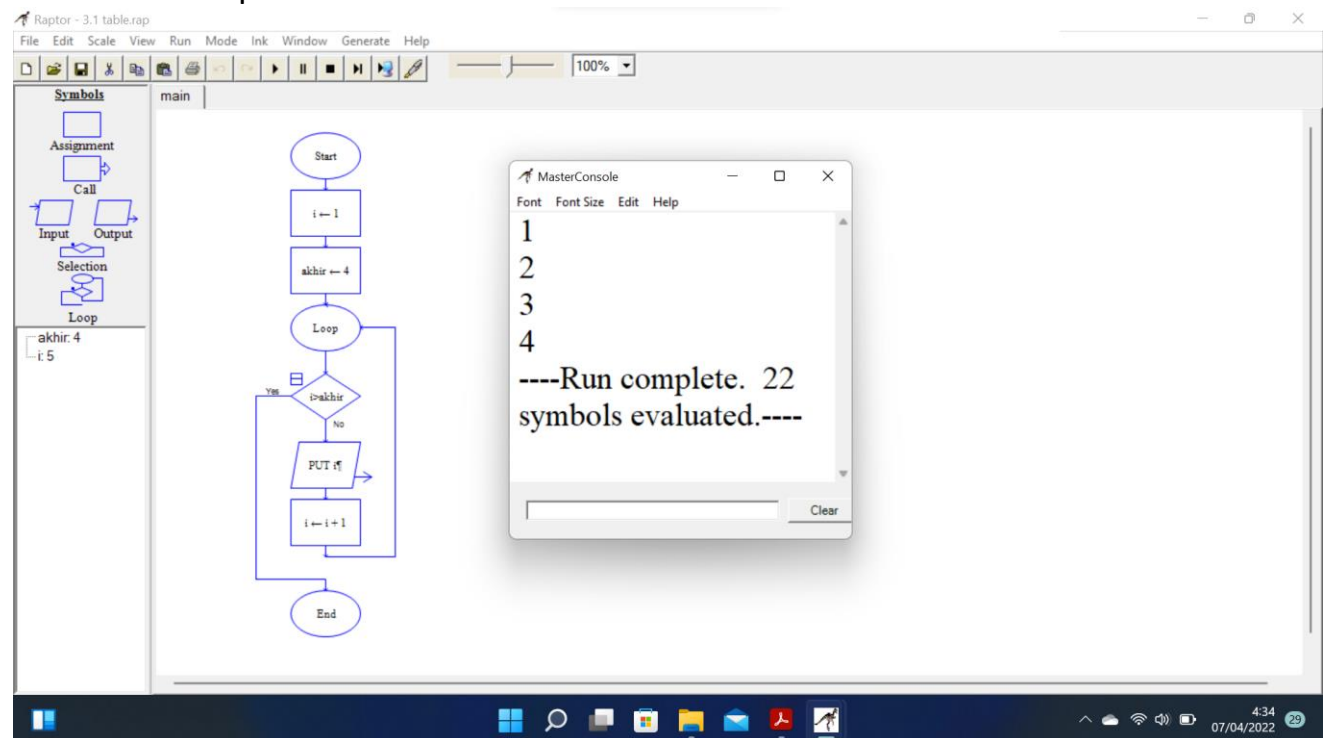 Raptor - 3.1 table.rap
File Edit Scale View Run Mode Ink Window Generate Help
100%
Symbols
Assignment
Call
Input Output
Selection
Loop
akhir: 4
i: 5
main
Start
i ← 1
akhir ← 4
Loop
Yes
i>akhir
No
PUT i¶
i ← i + 1
End
MasterConsole
Font Font Size Edit Help
1
2
3
4
----Run complete. 22
symbols evaluated.----
Clear
4:34
07/04/2022
29